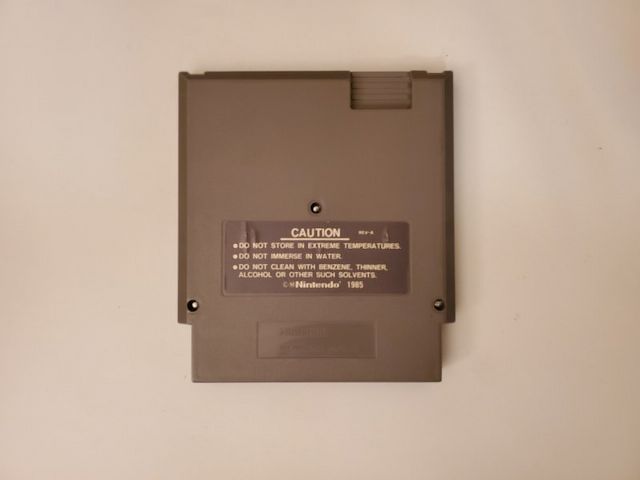 CAUTION REV-A
• DO NOT STORE IN EXTREME TEMPERATURES.
• DO NOT IMMERSE IN WATER.
• DO NOT CLEAN WITH BENZENE, THINNER,
ALCOHOL OR OTHER SUCH SOLVENTS.
Nintendo® 1985